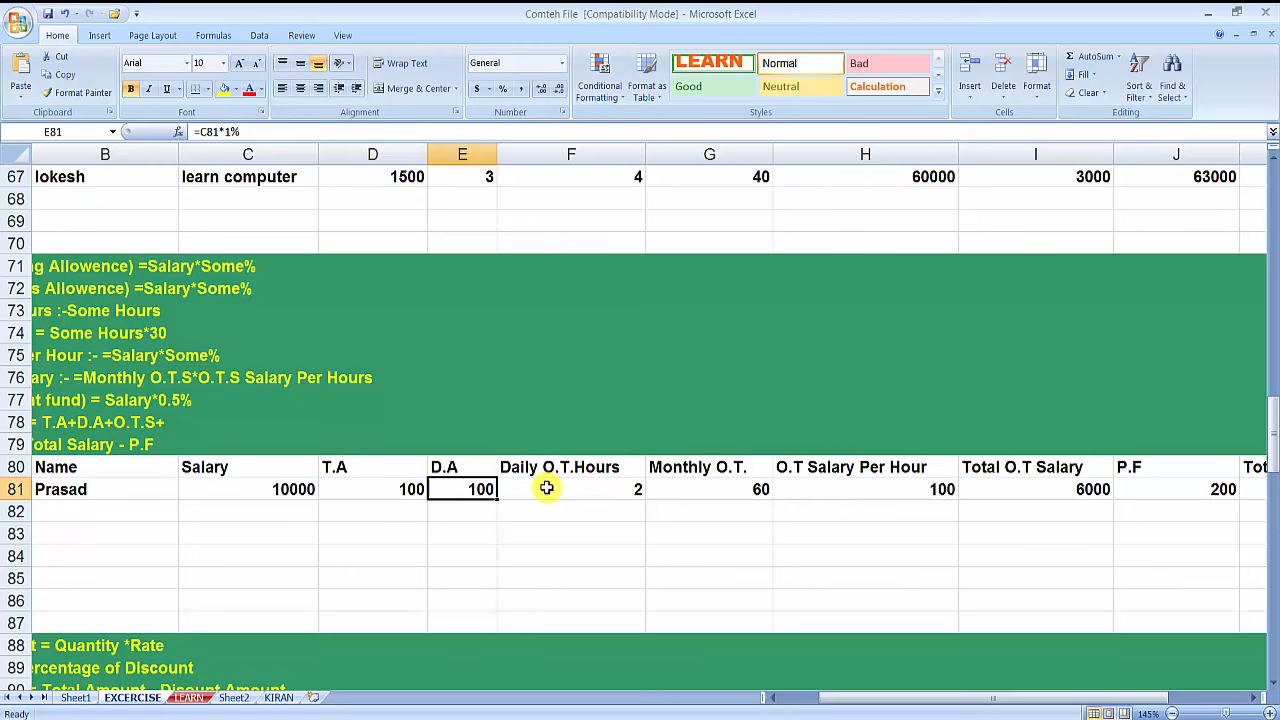 Comteh File [Compatibility Mode] - Microsoft Excel
Home Insert Page Layout Formulas Data Review View
Paste Cut Copy Format Painter Clipboard
Arial 10 A A B I U A Font
Wrap Text Merge & Center Alignment
General $ % , Number
Conditional Formatting Format as Table LEARN Normal Bad Good Neutral Calculation Styles
Insert Delete Format Cells
AutoSum Fill Clear Sort & Filter Find & Select Editing
E81 fx =C81*1%
B C D E F G H I J
67 lokesh learn computer 1500 3 4 40 60000 3000 63000
68
69
70
71 g Allowence) =Salary*Some%
72 s Allowence) =Salary*Some%
73 urs :-Some Hours
74 = Some Hours*30
75 er Hour :- =Salary*Some%
76 ary :- =Monthly O.T.S*O.T.S Salary Per Hours
77 t fund) = Salary*0.5%
78 = T.A+D.A+O.T.S+
79 otal Salary - P.F
80 Name Salary T.A D.A Daily O.T.Hours Monthly O.T. O.T Salary Per Hour Total O.T Salary P.F Tot
81 Prasad 10000 100 100 2 60 100 6000 200
82
83
84
85
86
87
88 t = Quantity *Rate
89 ercentage of Discount
90 = Total Amount - Discount Amount
Sheet1 EXCERCISE LEARN Sheet2 KIRAN
Ready 145%